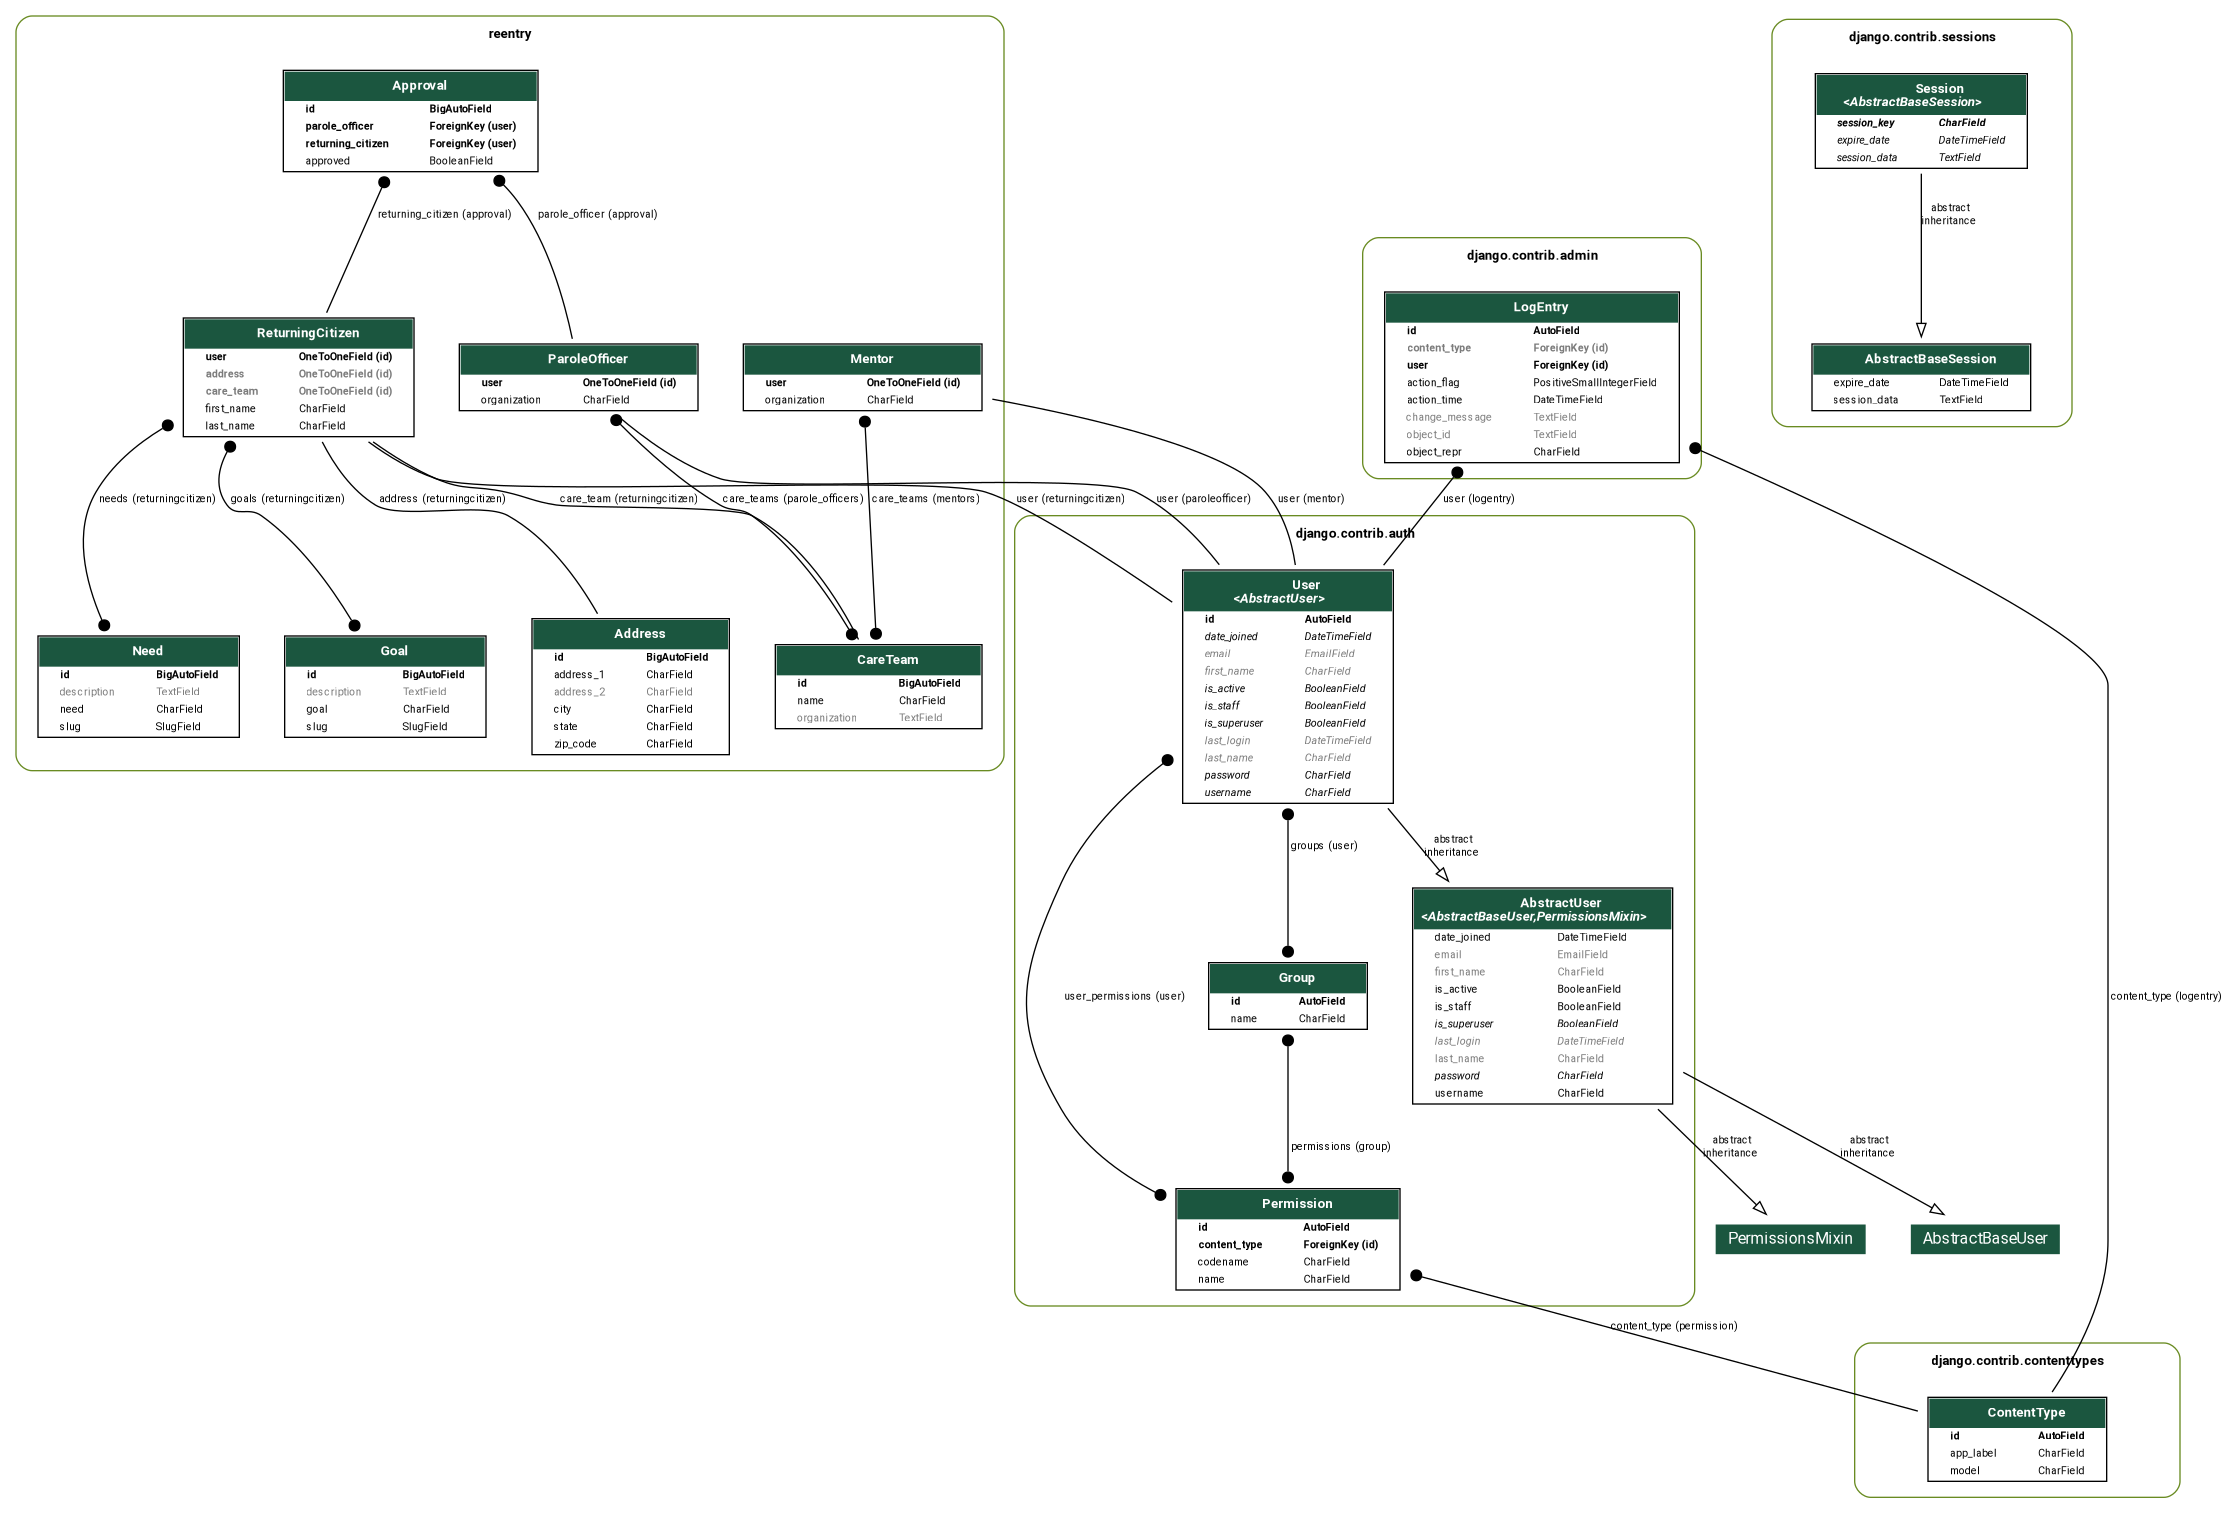 reentry
Approval
id BigAutoField
parole_officer ForeignKey (user)
returning_citizen ForeignKey (user)
approved BooleanField
returning_citizen (approval)
parole_officer (approval)
ReturningCitizen
user OneToOneField (id)
address OneToOneField (id)
care_team OneToOneField (id)
first_name CharField
last_name CharField
ParoleOfficer
user OneToOneField (id)
organization CharField
Mentor
user OneToOneField (id)
organization CharField
needs (returningcitizen)
goals (returningcitizen)
address (returningcitizen)
care_team (returningcitizen)
care_teams (parole_officers)
care_teams (mentors)
user (returningcitizen)
user (paroleofficer)
user (mentor)
user (logentry)
Need
id BigAutoField
description TextField
need CharField
slug SlugField
Goal
id BigAutoField
description TextField
goal CharField
slug SlugField
Address
id BigAutoField
address_1 CharField
address_2 CharField
city CharField
state CharField
zip_code CharField
CareTeam
id BigAutoField
name CharField
organization TextField
django.contrib.admin
LogEntry
id AutoField
content_type ForeignKey (id)
user ForeignKey (id)
action_flag PositiveSmallIntegerField
action_time DateTimeField
change_message TextField
object_id TextField
object_repr CharField
django.contrib.sessions
Session
<AbstractBaseSession>
session_key CharField
expire_date DateTimeField
session_data TextField
abstract
inheritance
AbstractBaseSession
expire_date DateTimeField
session_data TextField
django.contrib.auth
User
<AbstractUser>
id AutoField
date_joined DateTimeField
email EmailField
first_name CharField
is_active BooleanField
is_staff BooleanField
is_superuser BooleanField
last_login DateTimeField
last_name CharField
password CharField
username CharField
groups (user)
abstract
inheritance
AbstractUser
<AbstractBaseUser,PermissionsMixin>
date_joined DateTimeField
email EmailField
first_name CharField
is_active BooleanField
is_staff BooleanField
is_superuser BooleanField
last_login DateTimeField
last_name CharField
password CharField
username CharField
Group
id AutoField
name CharField
user_permissions (user)
content_type (logentry)
permissions (group)
abstract
inheritance
abstract
inheritance
Permission
id AutoField
content_type ForeignKey (id)
codename CharField
name CharField
PermissionsMixin
AbstractBaseUser
content_type (permission)
django.contrib.contenttypes
ContentType
id AutoField
app_label CharField
model CharField